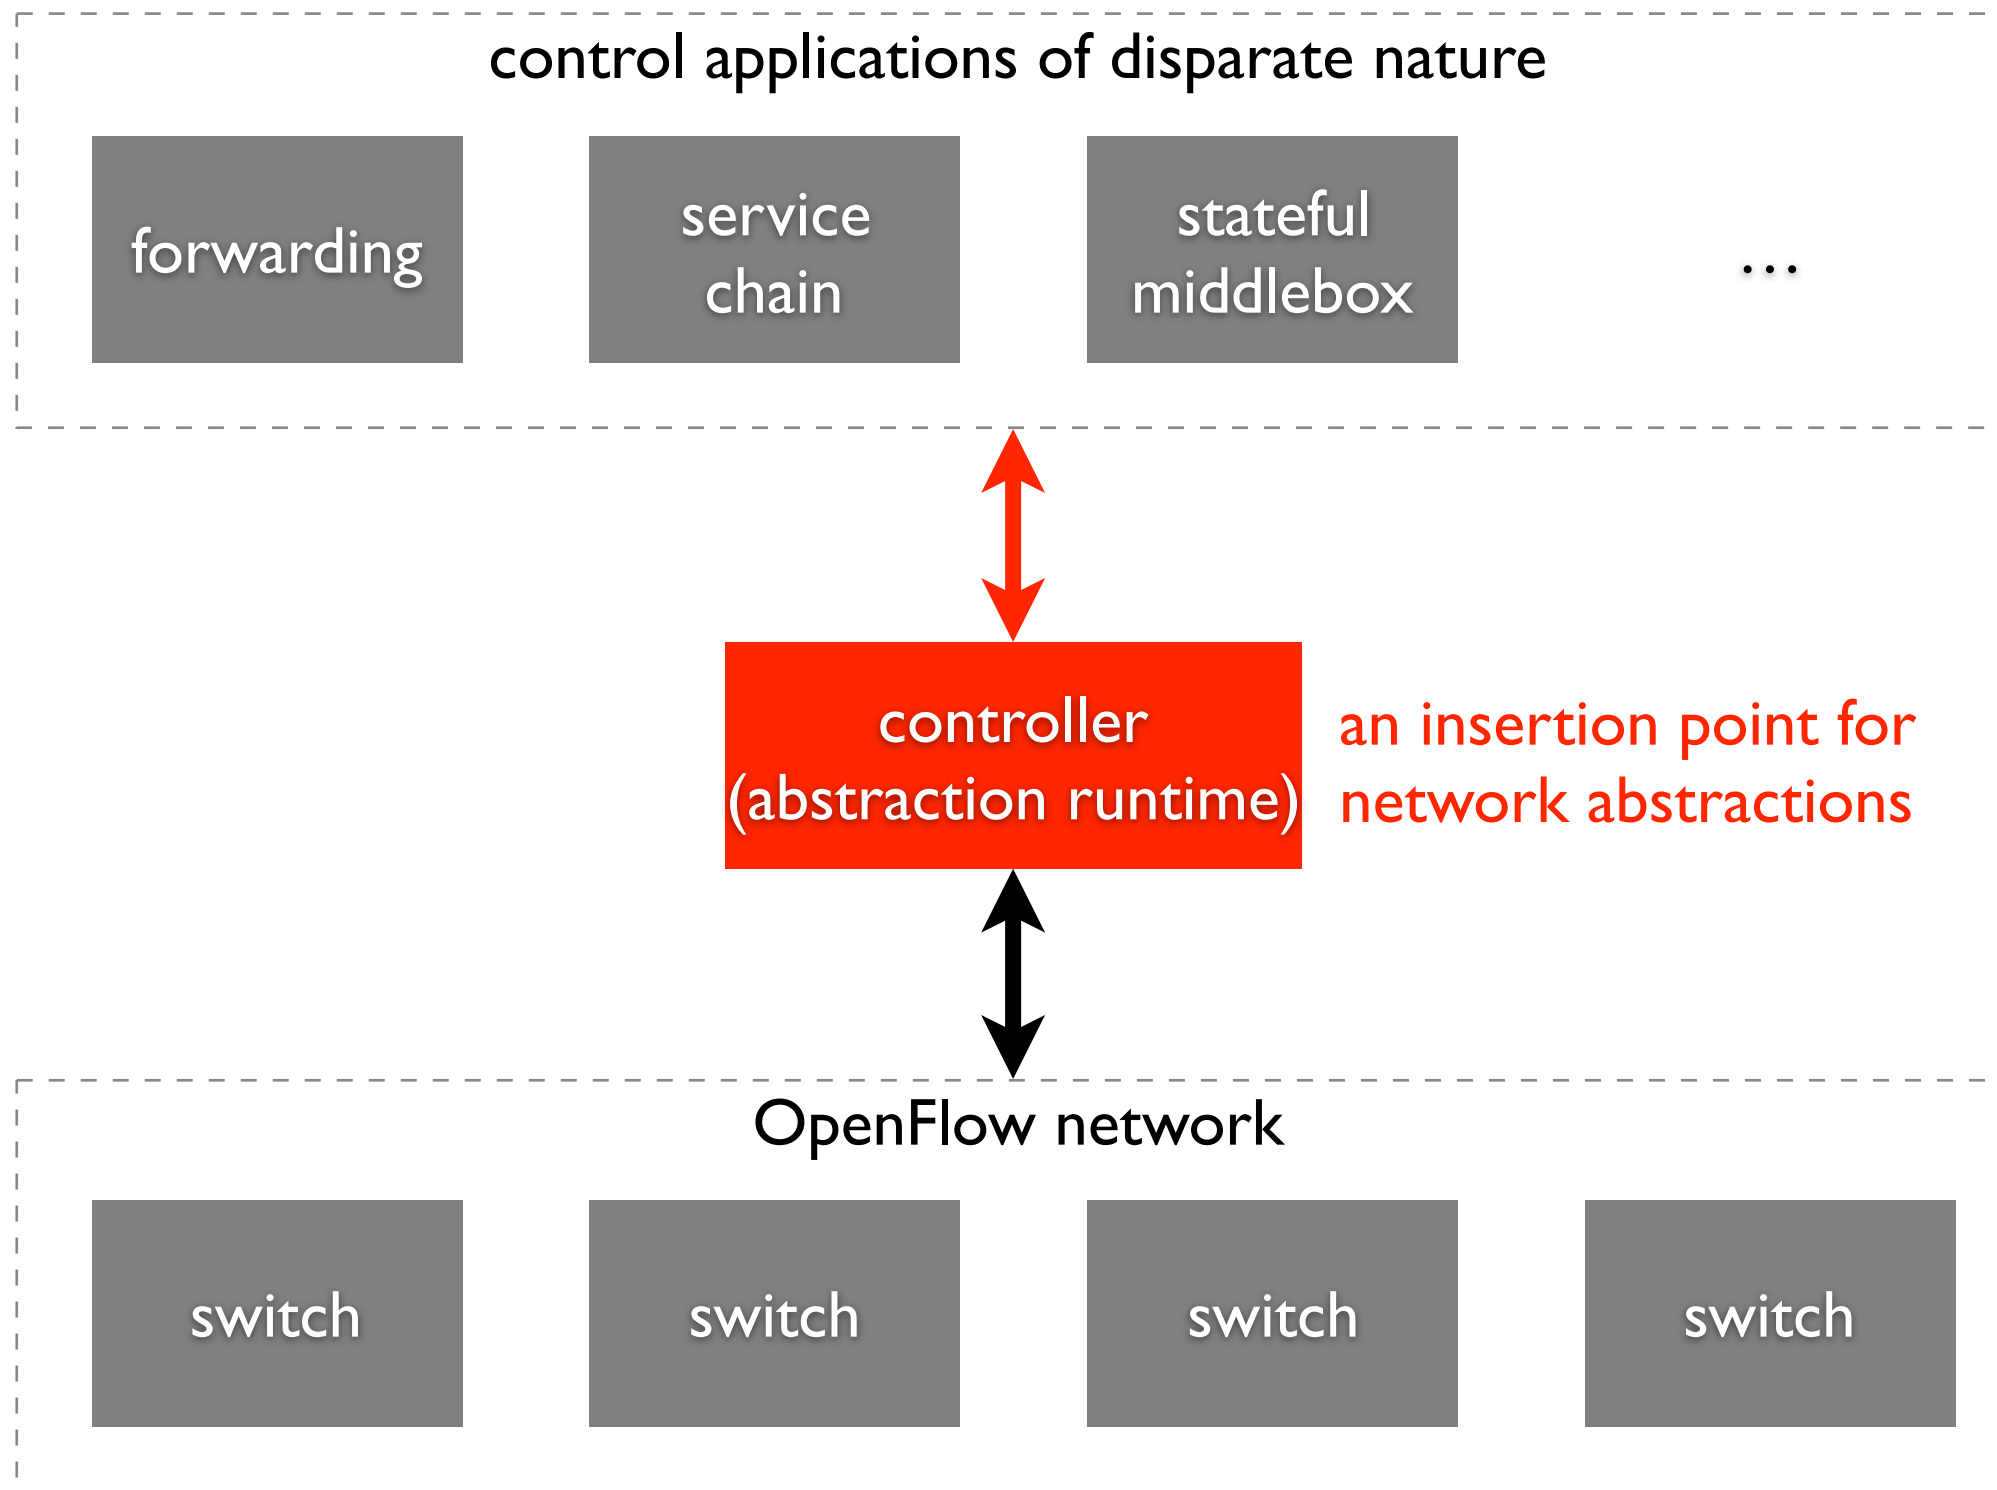 control applications of disparate nature
forwarding
service
chain
stateful
middlebox
...
controller
(abstraction runtime)
an insertion point for
network abstractions
OpenFlow network
switch
switch
switch
switch